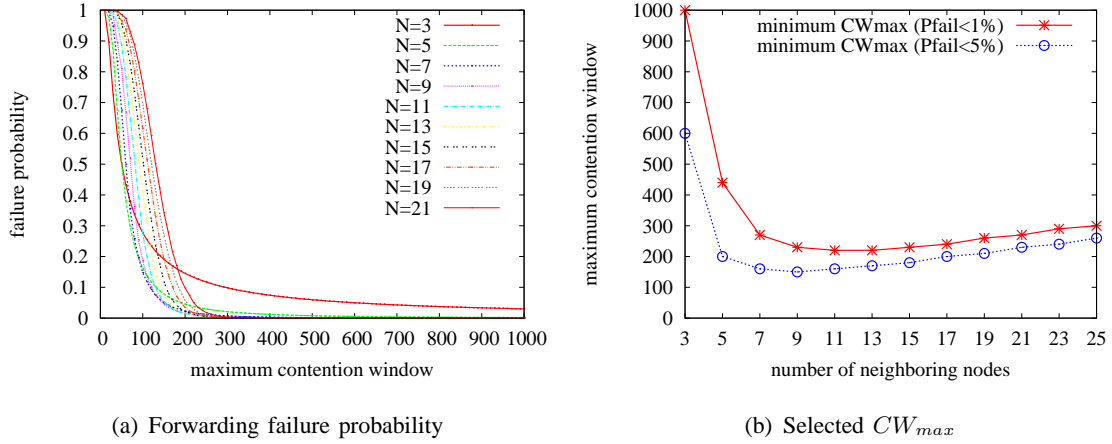 1
0.9
0.8
0.7
0.6
0.5
0.4
0.3
0.2
0.1
0
failure probability
0 100 200 300 400 500 600 700 800 900 1000
maximum contention window
N=3
N=5
N=7
N=9
N=11
N=13
N=15
N=17
N=19
N=21
(a) Forwarding failure probability
1000
900
800
700
600
500
400
300
200
100
0
maximum contention window
3 5 7 9 11 13 15 17 19 21 23 25
number of neighboring nodes
minimum CWmax (Pfail<1%)
minimum CWmax (Pfail<5%)
(b) Selected CWmax